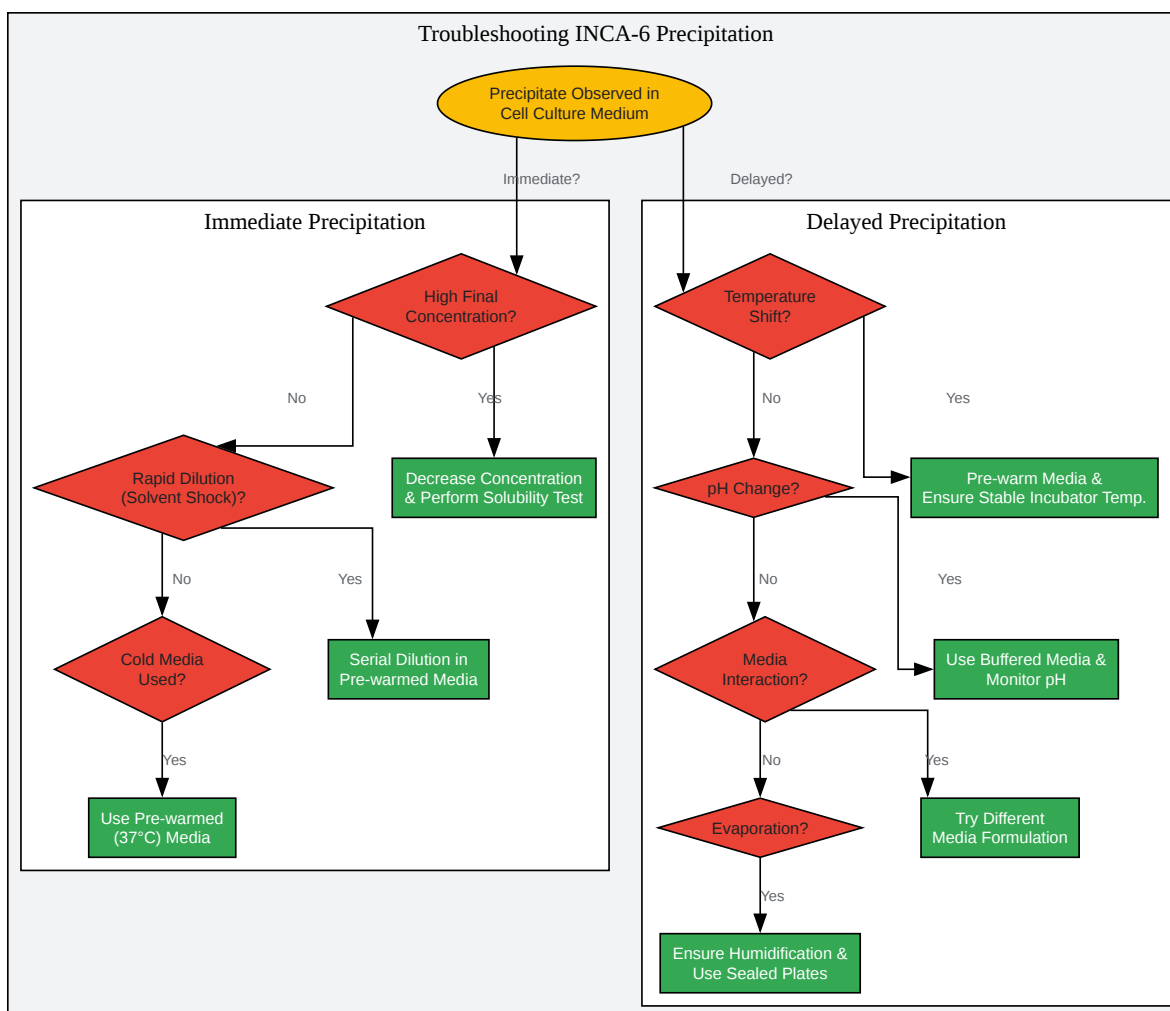 Troubleshooting INCA-6 Precipitation
Precipitate Observed in
Cell Culture Medium
Immediate?
Delayed?
Immediate Precipitation
High Final
Concentration?
No
Yes
Rapid Dilution
(Solvent Shock)?
Decrease Concentration
& Perform Solubility Test
No
Yes
Cold Media
Used?
Serial Dilution in
Pre-warmed Media
Yes
Use Pre-warmed
(37°C) Media
Delayed Precipitation
Temperature
Shift?
No
Yes
pH Change?
Pre-warm Media &
Ensure Stable Incubator Temp.
No
Yes
Media
Interaction?
Use Buffered Media &
Monitor pH
No
Yes
Evaporation?
Try Different
Media Formulation
Yes
Ensure Humidification &
Use Sealed Plates